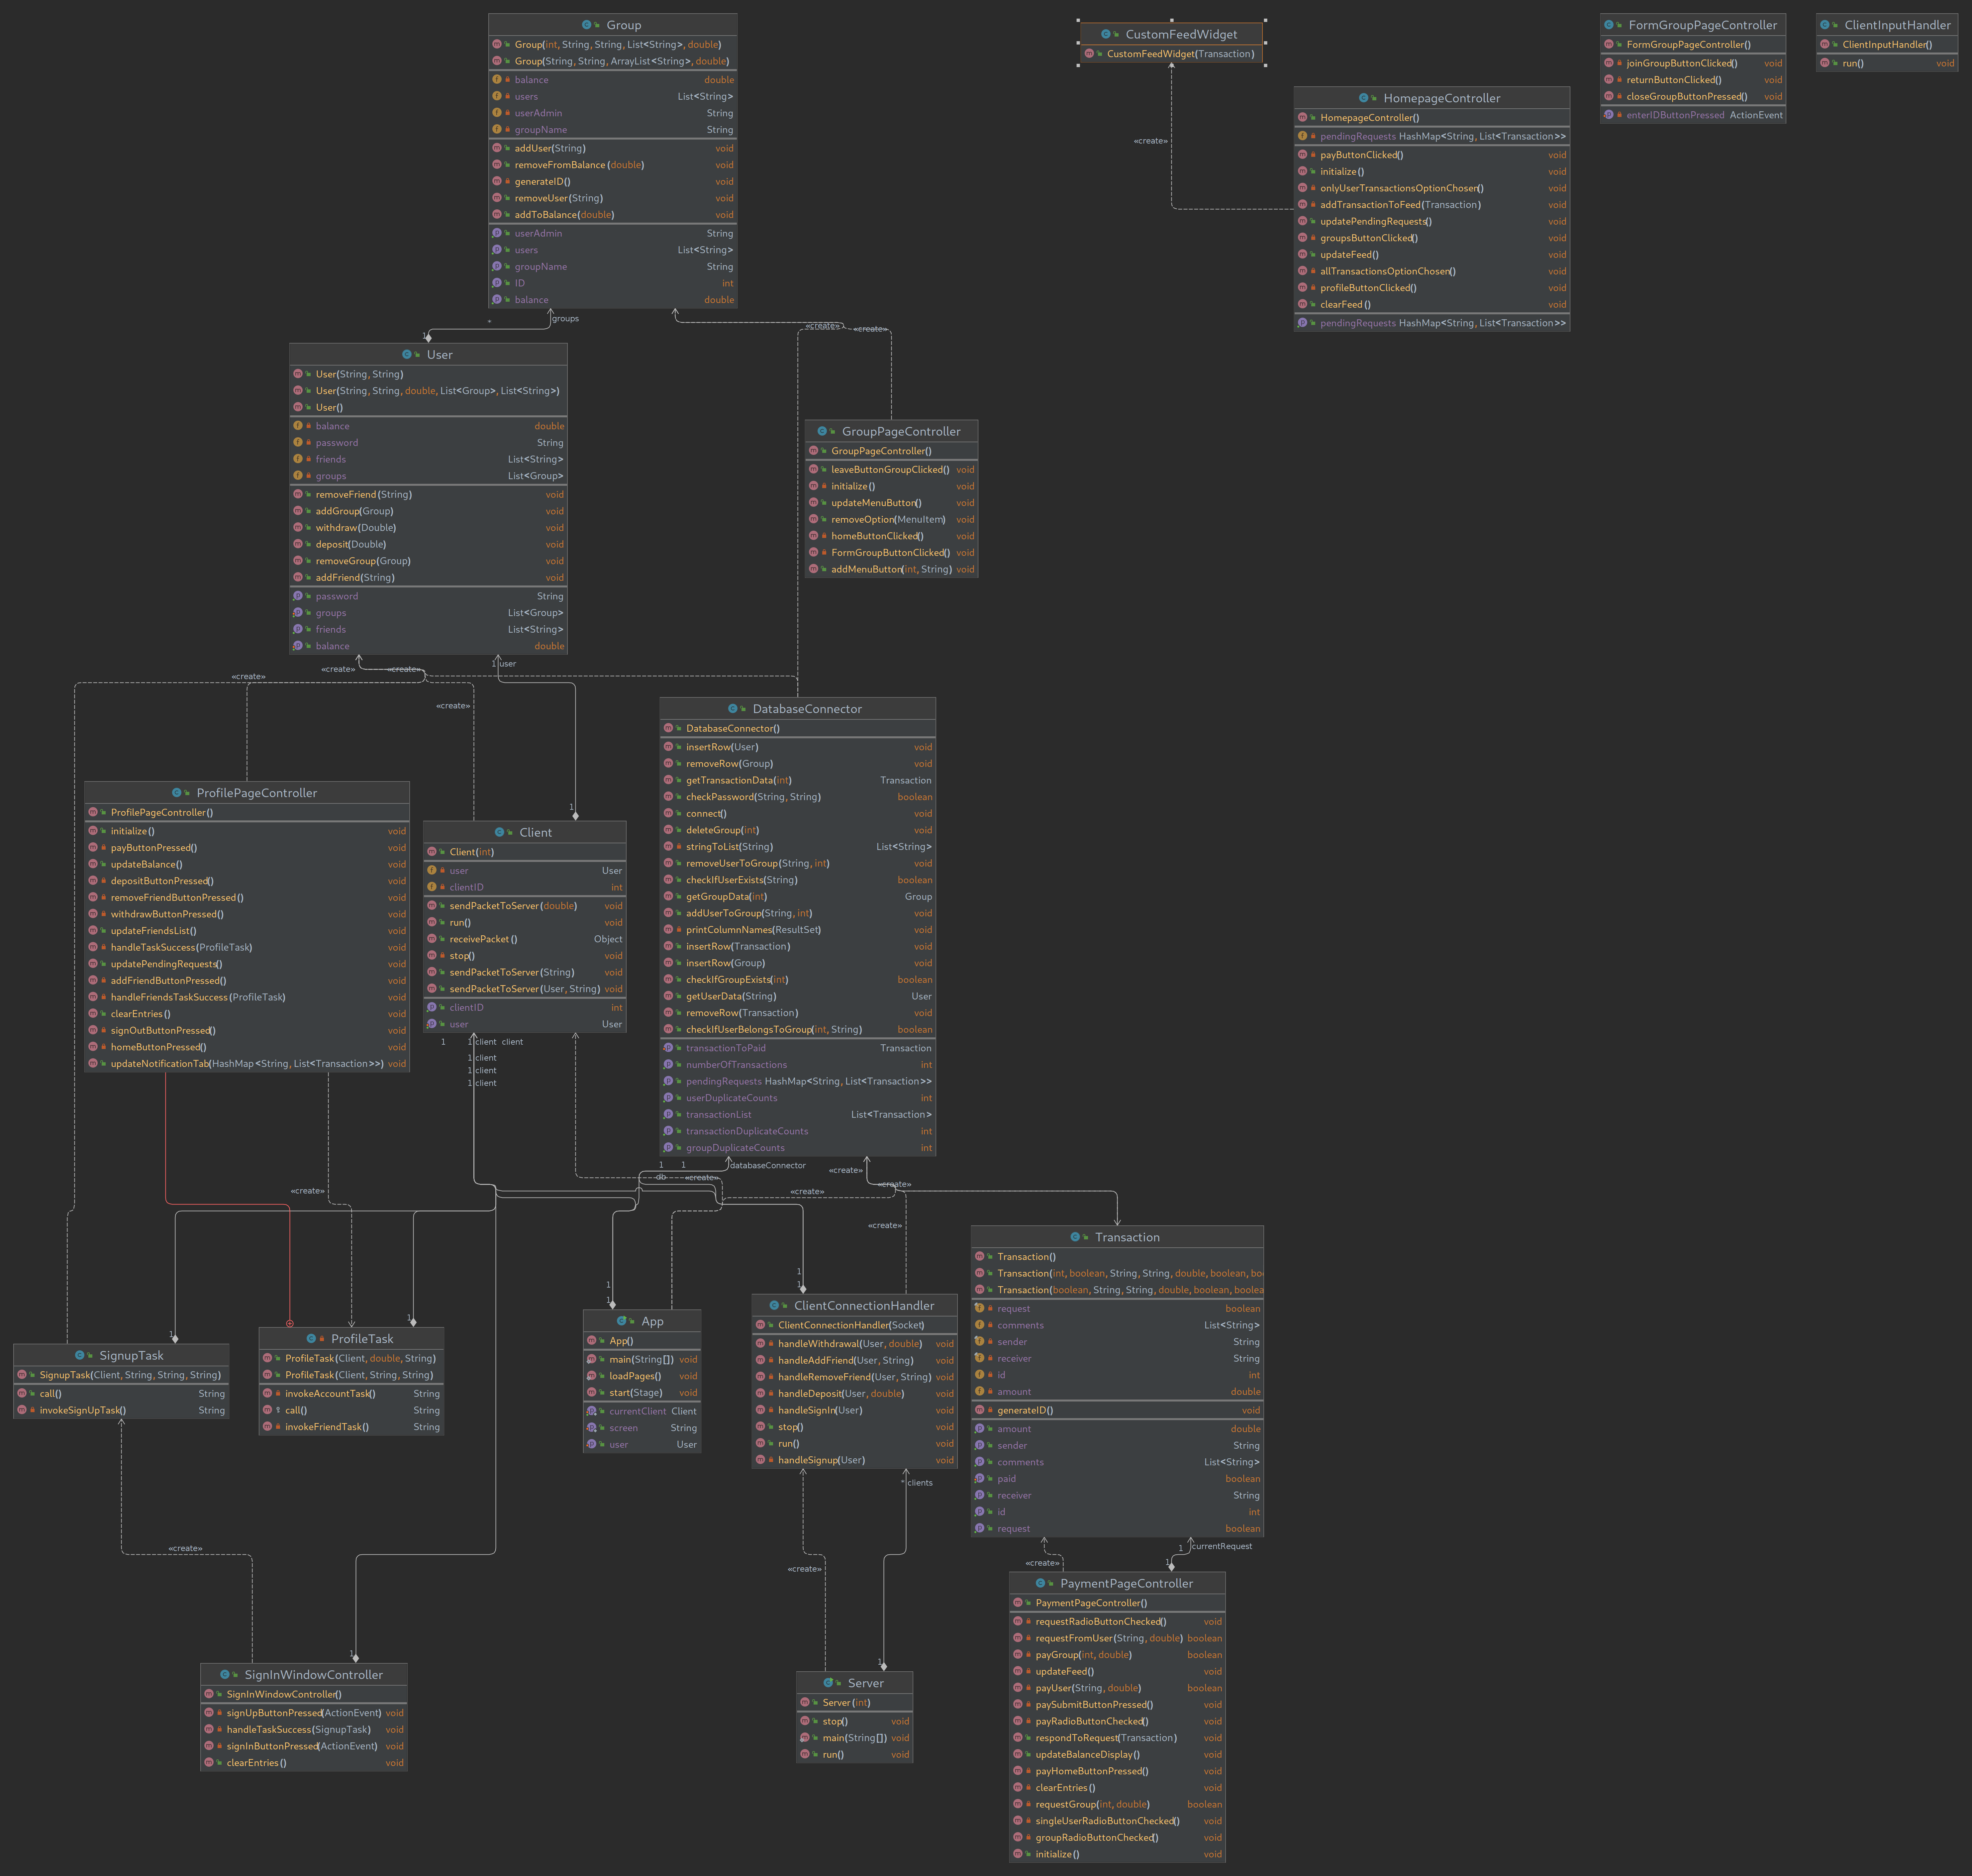 Group
Group(int, String, String, List<String>, double)
Group(String, String, ArrayList<String>, double)
balance double
users List<String>
userAdmin String
groupName String
addUser(String) void
removeFromBalance(double) void
generateID() void
removeUser(String) void
addToBalance(double) void
userAdmin String
users List<String>
groupName String
ID int
balance double
CustomFeedWidget
CustomFeedWidget(Transaction)
«create»
HomepageController
HomepageController()
pendingRequests HashMap<String, List<Transaction>>
payButtonClicked() void
initialize() void
onlyUserTransactionsOptionChosen() void
addTransactionToFeed(Transaction) void
updatePendingRequests() void
groupsButtonClicked() void
updateFeed() void
allTransactionsOptionChosen() void
profileButtonClicked() void
clearFeed() void
pendingRequests HashMap<String, List<Transaction>>
FormGroupPageController
FormGroupPageController()
joinGroupButtonClicked() void
returnButtonClicked() void
closeGroupButtonPressed() void
enterIDButtonPressed ActionEvent
ClientInputHandler
ClientInputHandler()
run() void
* groups
1
«create» «create»
User
User(String, String)
User(String, String, double, List<Group>, List<String>)
User()
balance double
password String
friends List<String>
groups List<Group>
removeFriend(String) void
addGroup(Group) void
withdraw(Double) void
deposit(Double) void
removeGroup(Group) void
addFriend(String) void
password String
groups List<Group>
friends List<String>
balance double
GroupPageController
GroupPageController()
leaveButtonGroupClicked() void
initialize() void
updateMenuButton() void
removeOption(MenuItem) void
homeButtonClicked() void
FormGroupButtonClicked() void
addMenuButton(int, String) void
«create» «create» 1 user
«create»
«create»
DatabaseConnector
DatabaseConnector()
insertRow(User) void
removeRow(Group) void
getTransactionData(int) Transaction
checkPassword(String, String) boolean
connect() void
deleteGroup(int) void
stringToList(String) List<String>
removeUserToGroup(String, int) void
checkIfUserExists(String) boolean
getGroupData(int) Group
addUserToGroup(String, int) void
printColumnNames(ResultSet) void
insertRow(Transaction) void
insertRow(Group) void
checkIfGroupExists(int) boolean
getUserData(String) User
removeRow(Transaction) void
checkIfUserBelongsToGroup(int, String) boolean
transactionToPaid Transaction
numberOfTransactions int
pendingRequests HashMap<String, List<Transaction>>
userDuplicateCounts int
transactionList List<Transaction>
transactionDuplicateCounts int
groupDuplicateCounts int
ProfilePageController
ProfilePageController()
initialize() void
payButtonPressed() void
updateBalance() void
depositButtonPressed() void
removeFriendButtonPressed() void
withdrawButtonPressed() void
updateFriendsList() void
handleTaskSuccess(ProfileTask) void
updatePendingRequests() void
addFriendButtonPressed() void
handleFriendsTaskSuccess(ProfileTask) void
clearEntries() void
signOutButtonPressed() void
homeButtonPressed() void
updateNotificationTab(HashMap<String, List<Transaction>>) void
1
Client
Client(int)
user User
clientID int
sendPacketToServer(double) void
run() void
receivePacket() Object
stop() void
sendPacketToServer(String) void
sendPacketToServer(User, String) void
clientID int
user User
1 1 client client
1 client
1 client
1 client
1 1 databaseConnector
db «create»
«create»
«create»
«create»
«create»
«create»
Transaction
Transaction()
Transaction(int, boolean, String, String, double, boolean, bo
Transaction(boolean, String, String, double, boolean, boolea
request boolean
comments List<String>
sender String
receiver String
id int
amount double
generateID() void
amount double
sender String
comments List<String>
paid boolean
receiver String
id int
request boolean
1
1
1
1
ClientConnectionHandler
ClientConnectionHandler(Socket)
handleWithdrawal(User, double) void
handleAddFriend(User, String) void
handleRemoveFriend(User, String) void
handleDeposit(User, double) void
handleSignIn(User) void
stop() void
run() void
handleSignup(User) void
App
App()
main(String[]) void
loadPages() void
start(Stage) void
currentClient Client
screen String
user User
1
1
ProfileTask
ProfileTask(Client, double, String)
ProfileTask(Client, String, String)
invokeAccountTask() String
call() String
invokeFriendTask() String
SignupTask
SignupTask(Client, String, String, String)
call() String
invokeSignUpTask() String
* clients
«create»
«create»
1 currentRequest
«create» 1
PaymentPageController
PaymentPageController()
requestRadioButtonChecked() void
requestFromUser(String, double) boolean
payGroup(int, double) boolean
updateFeed() void
payUser(String, double) boolean
paySubmitButtonPressed() void
payRadioButtonChecked() void
respondToRequest(Transaction) void
updateBalanceDisplay() void
payHomeButtonPressed() void
clearEntries() void
requestGroup(int, double) boolean
singleUserRadioButtonChecked() void
groupRadioButtonChecked() void
initialize() void
1
SignInWindowController
SignInWindowController()
signUpButtonPressed(ActionEvent) void
handleTaskSuccess(SignupTask) void
signInButtonPressed(ActionEvent) void
clearEntries() void
1
Server
Server(int)
stop() void
main(String[]) void
run() void